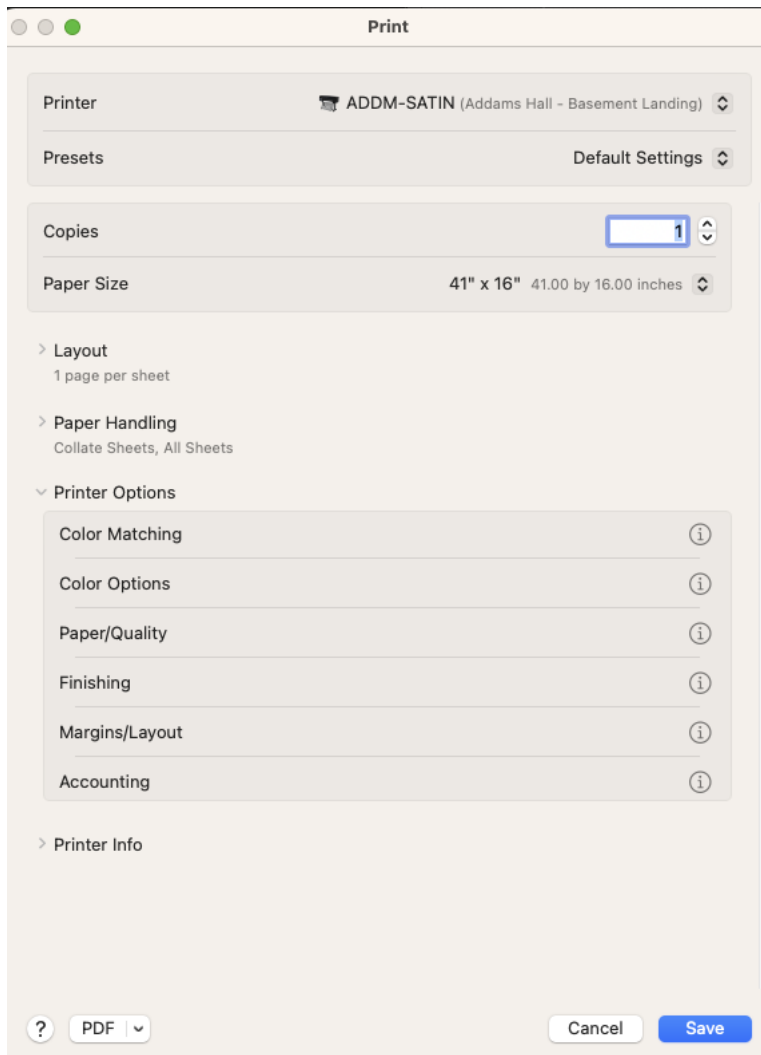 Print
Printer ADDM-SATIN (Addams Hall - Basement Landing)
Presets Default Settings
Copies 1
Paper Size 41" x 16" 41.00 by 16.00 inches
Layout
1 page per sheet
Paper Handling
Collate Sheets, All Sheets
Printer Options
Color Matching
Color Options
Paper/Quality
Finishing
Margins/Layout
Accounting
Printer Info
? PDF Cancel Save